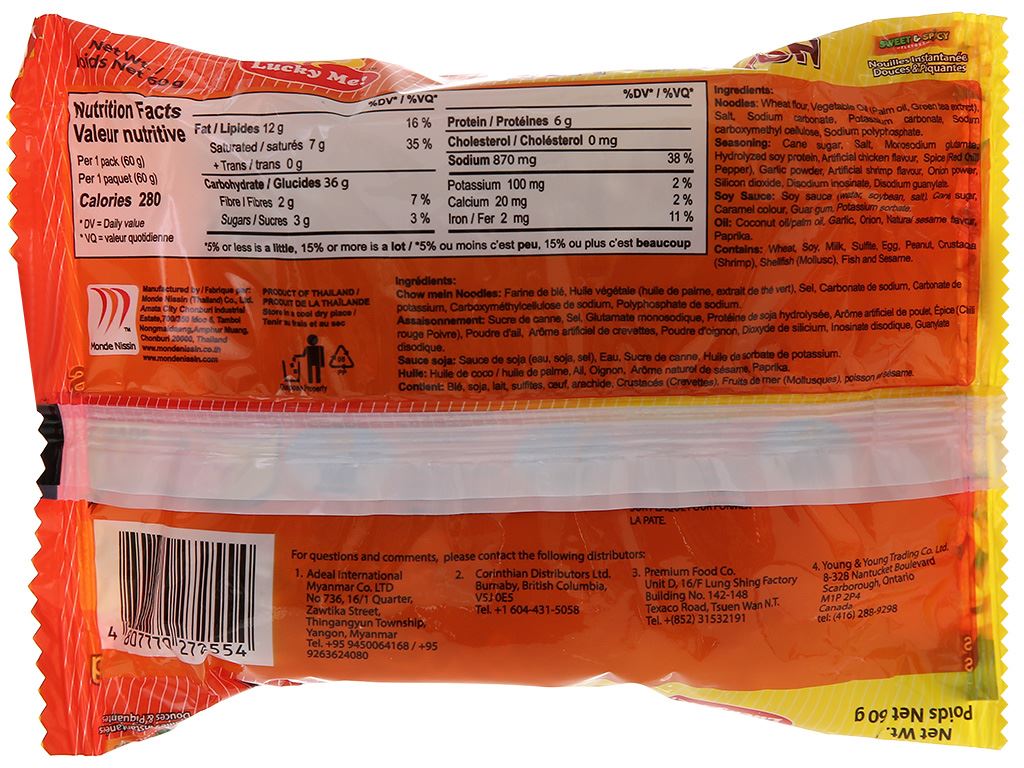 Net Wt. /
Poids Net 60 g
Lucky Me!
SWEET & SPICY
Nouilles Instantanée
Douces & Piquantes
Nutrition Facts
Valeur nutritive
Per 1 pack (60 g)
Per 1 paquet (60 g)
Calories 280
*DV = Daily value
*VQ = valeur quotidienne
%DV* / %VQ*
Fat / Lipides 12 g 16 %
Saturated / saturés 7 g 35 %
+ Trans / trans 0 g
Carbohydrate / Glucides 36 g
Fibre / Fibres 2 g 7 %
Sugars / Sucres 3 g 3 %
%DV* / %VQ*
Protein / Protéines 6 g
Cholesterol / Choléstérol 0 mg
Sodium 870 mg 38 %
Potassium 100 mg 2 %
Calcium 20 mg 2 %
Iron / Fer 2 mg 11 %
*5% or less is a little, 15% or more is a lot / *5% ou moins c'est peu, 15% ou plus c'est beaucoup
Ingredients:
Noodles: Wheat flour, Vegetable Oil (Palm oil, Green tea extract),
Salt, Sodium carbonate, Potassium carbonate, Sodium
carboxymethyl cellulose, Sodium polyphosphate.
Seasoning: Cane sugar, Salt, Monosodium glutamate,
Hydrolyzed soy protein, Artificial chicken flavour, Spice (Red Chili
Pepper), Garlic powder, Artificial shrimp flavour, Onion powder,
Silicon dioxide, Disodium inosinate, Disodium guanylate.
Soy Sauce: Soy sauce (water, soybean, salt), Cane sugar,
Caramel colour, Guar gum, Potassium sorbate.
Oil: Coconut oil/palm oil, Garlic, Onion, Natural sesame flavour,
Paprika.
Contains: Wheat, Soy, Milk, Sulfite, Egg, Peanut, Crustacea
(Shrimp), Shellfish (Mollusc), Fish and Sesame.
Monde Nissin
TM
Manufactured by / Fabrique par:
Monde Nissin (Thailand) Co., Ltd.
Amata City Chonburi Industrial
Estate, 700/350 Moo 6, Tambol
Nongmaidaeng, Amphur Muang,
Chonburi 20000, Thailand
www.mondenissin.co.th
www.mondenissin.com
PRODUCT OF THAILAND /
PRODUIT DE LA THAÏLANDE
Store in a cool dry place /
Tenir au frais et au sec
Dispose Properly
Ingrédients:
Chow mein Noodles: Farine de blé, Huile végétale (huile de palme, extrait de thé vert), Sel, Carbonate de sodium, Carbonate de
potassium, Carboxyméthylcellulose de sodium, Polyphosphate de sodium.
Assaisonnement: Sucre de canne, Sel, Glutamate monosodique, Protéine de soja hydrolysée, Arôme artificiel de poulet, Épice (Chili
rouge Poivre), Poudre d'ail, Arôme artificiel de crevettes, Poudre d'oignon, Dioxyde de silicium, Inosinate disodique, Guanylate
disodique.
Sauce soja: Sauce de soja (eau, soja, sel), Eau, Sucre de canne, Huile de sorbate de potassium.
Huile: Huile de coco / huile de palme, Ail, Oignon, Arôme naturol de sésame, Paprika.
Contient: Blé, soja, lait, sulfites, œuf, arachide, Crustacés (Crevettes), Fruits de mer (Mollusques), poisson et sésame.
LA PATE.
4 807770 272554
For questions and comments, please contact the following distributors:
1. Adeal International
Myanmar Co. LTD
No 736, 16/1 Quarter,
Zawtika Street,
Thingangyun Township,
Yangon, Myanmar
Tel. +95 9450064168 / +95
9263624080
2. Corinthian Distributors Ltd.
Burnaby, British Columbia,
V5J 0E5
Tel. +1 604-431-5058
3. Premium Food Co.
Unit D, 16/F Lung Shing Factory
Building No. 142-148
Texaco Road, Tsuen Wan N.T.
Tel. +(852) 31532191
4. Young & Young Trading Co. Ltd.
8-328 Nantucket Boulevard
Scarborough, Ontario
M1P 2P4
Canada
tel: (416) 288-9298
Douces & Piquantes
Net Wt. /
Poids Net 60 g